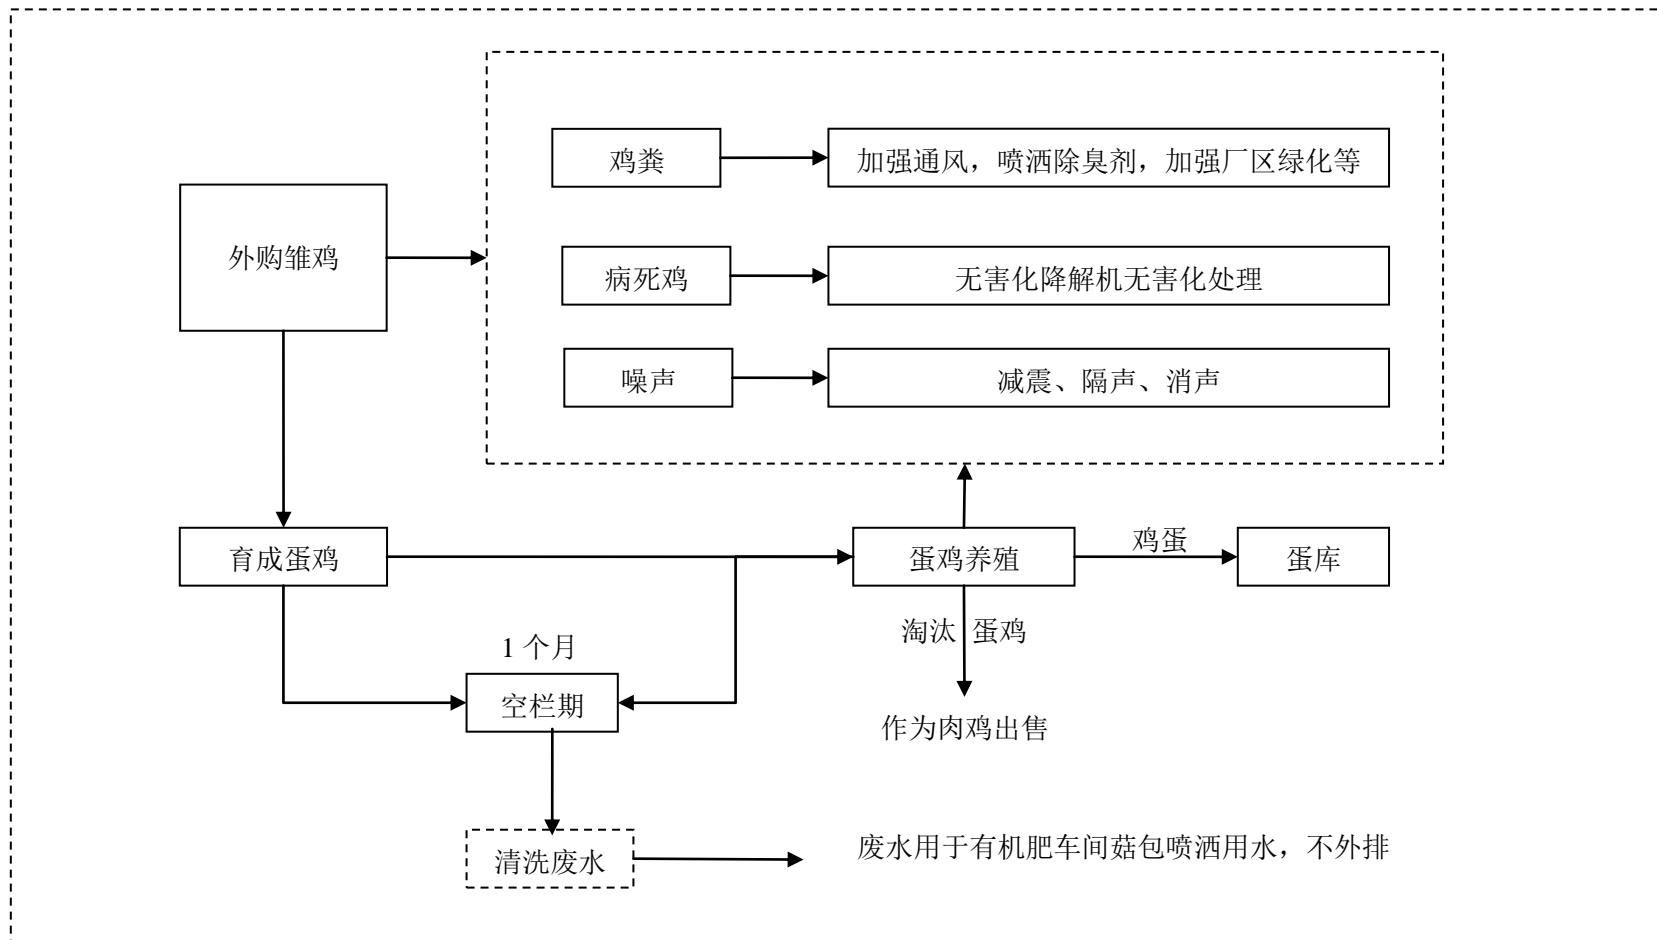 鸡粪
加强通风，喷洒除臭剂，加强厂区绿化等
外购雏鸡
病死鸡
无害化降解机无害化处理
噪声
减震、隔声、消声
育成蛋鸡
蛋鸡养殖
鸡蛋
蛋库
淘汰 蛋鸡
1 个月
空栏期
作为肉鸡出售
清洗废水
废水用于有机肥车间菇包喷洒用水，不外排